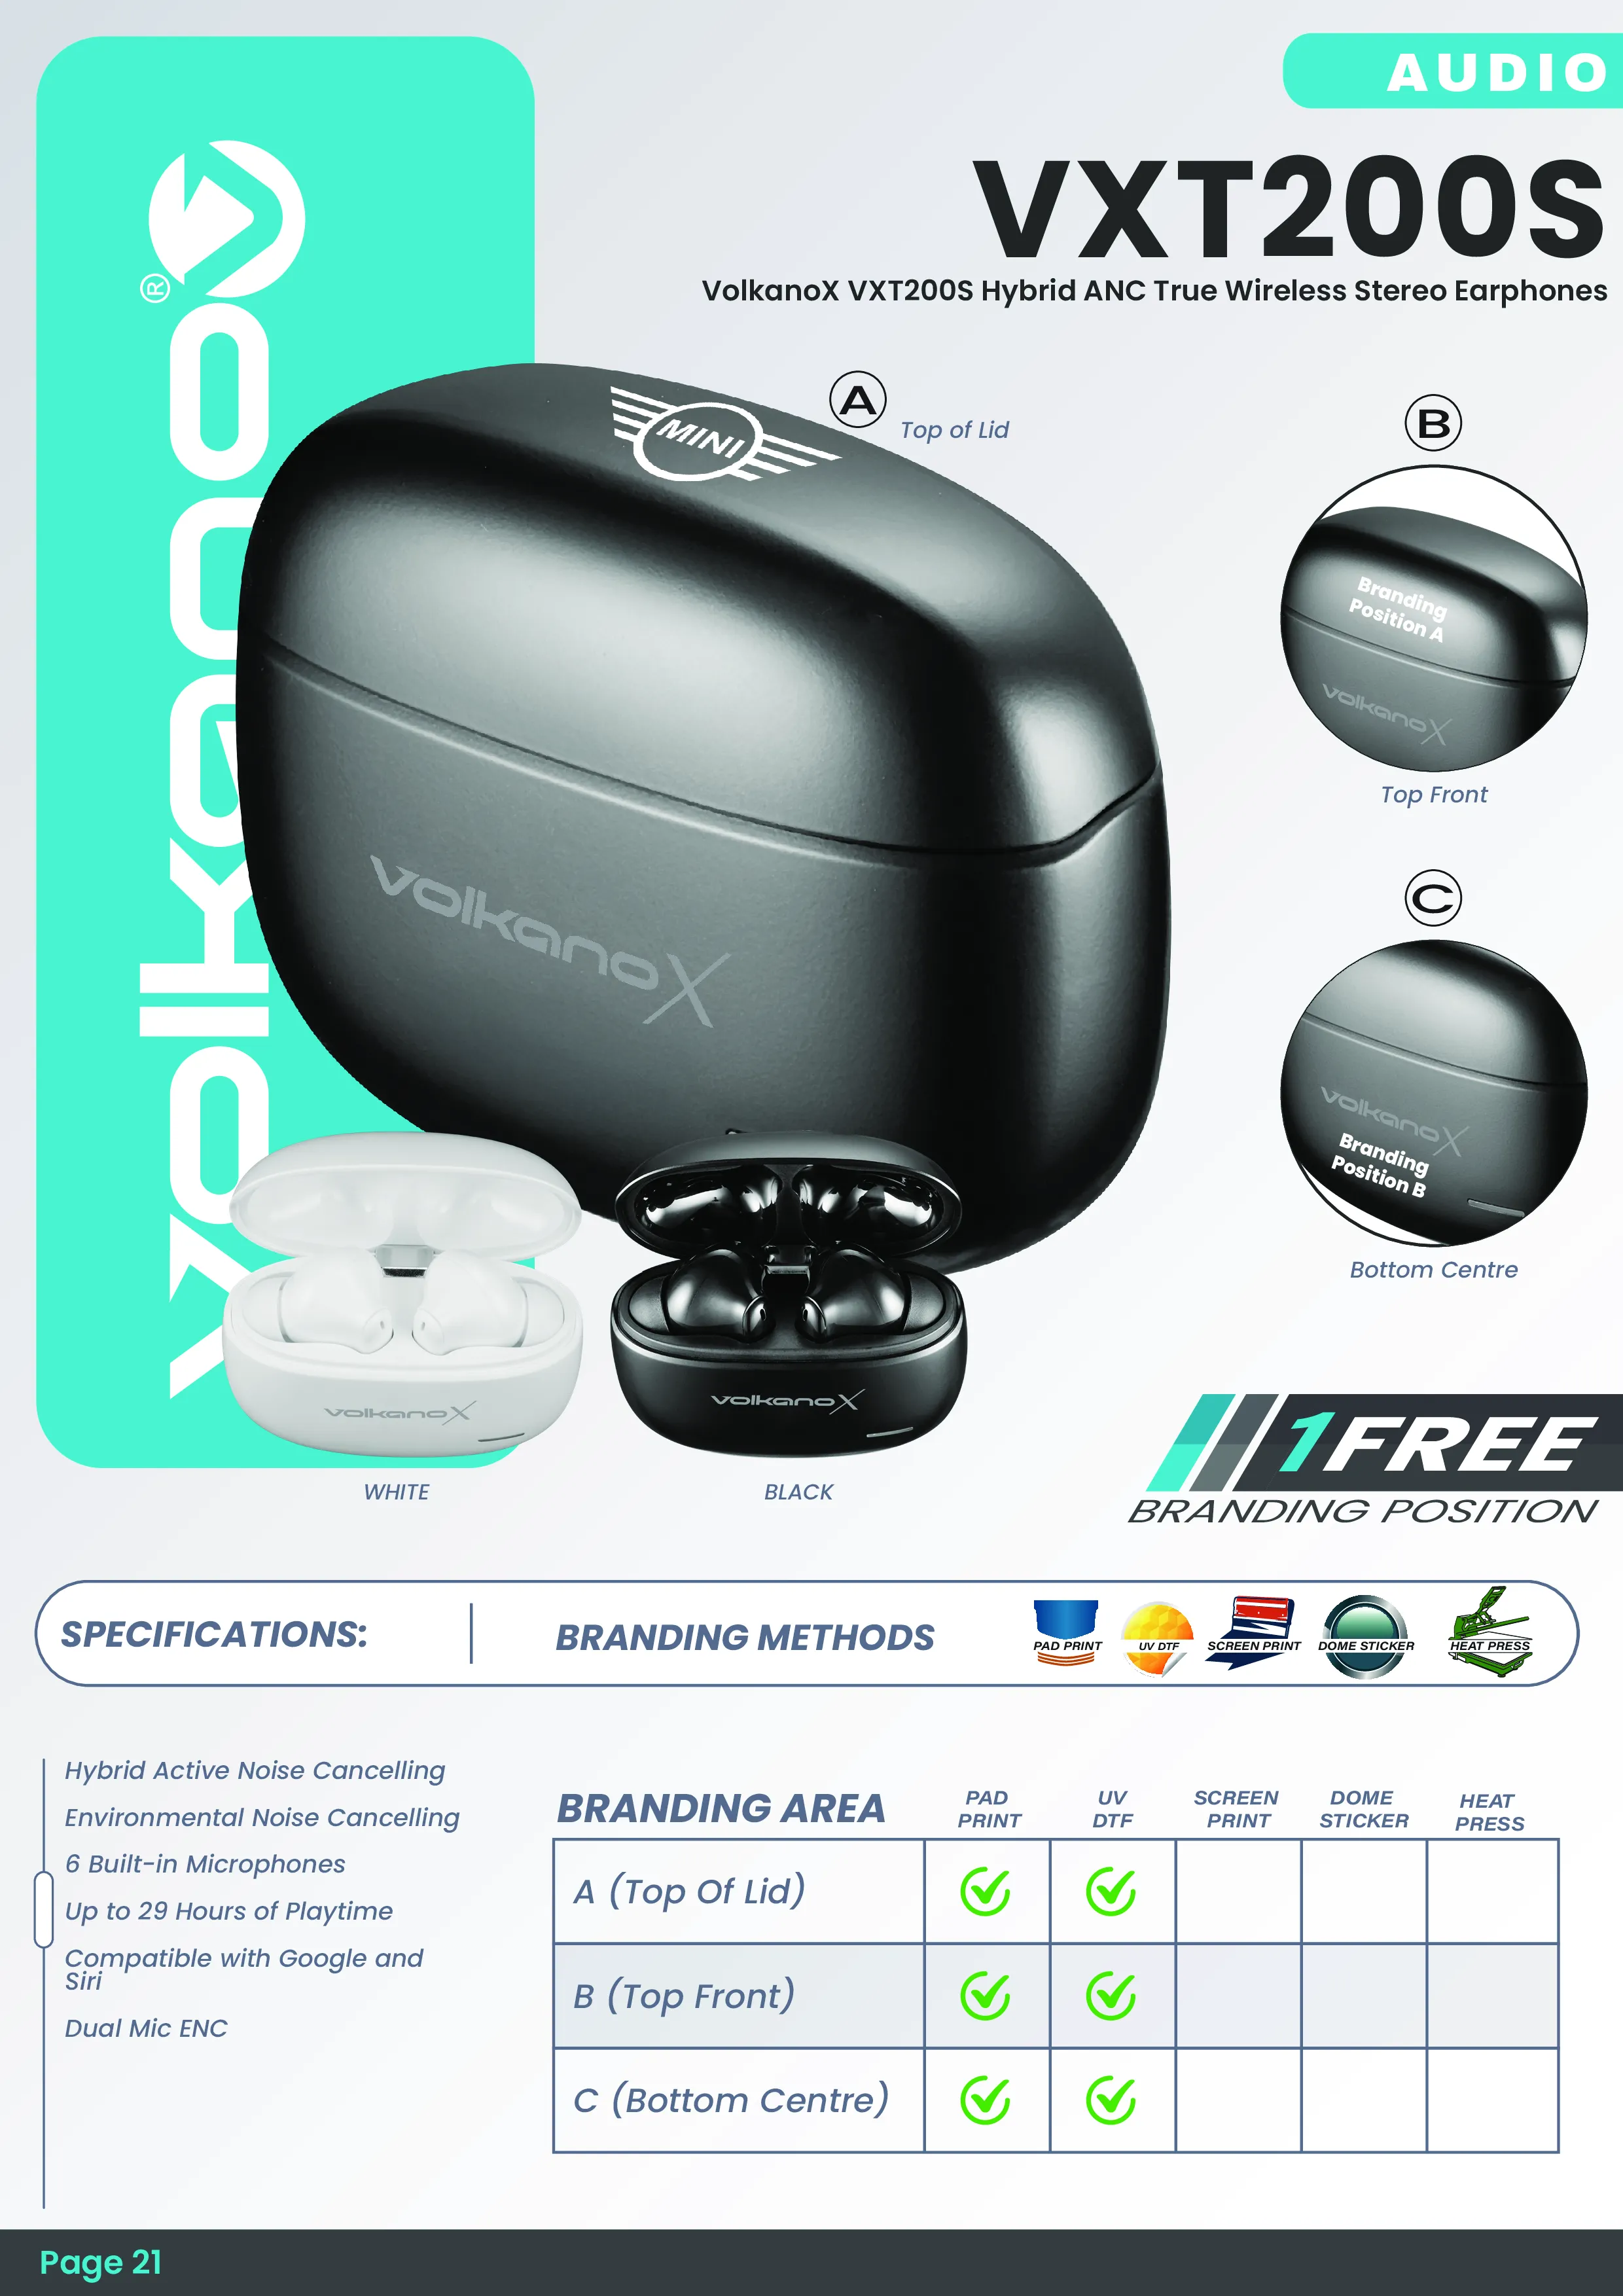 AUDIO
VXT200S
VolkanoX VXT200S Hybrid ANC True Wireless Stereo Earphones
volkano
®
MINI
A
Top of Lid
B
Branding
Position A
volkanoX
Top Front
volkanoX
C
volkanoX
Branding
Position B
Bottom Centre
volkanoX
volkanoX
WHITE
BLACK
1FREE
BRANDING POSITION
SPECIFICATIONS:
BRANDING METHODS
PAD PRINT
UV DTF
SCREEN PRINT
DOME STICKER
HEAT PRESS
Hybrid Active Noise Cancelling
Environmental Noise Cancelling
6 Built-in Microphones
Up to 29 Hours of Playtime
Compatible with Google and
Siri
Dual Mic ENC
BRANDING AREA
PAD
PRINT
UV
DTF
SCREEN
PRINT
DOME
STICKER
HEAT
PRESS
A (Top Of Lid)
B (Top Front)
C (Bottom Centre)
Page 21